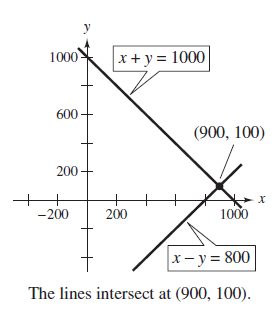 y
1000
x + y = 1000
600
(900, 100)
200
x
-200
200
1000
x - y = 800
The lines intersect at (900, 100).